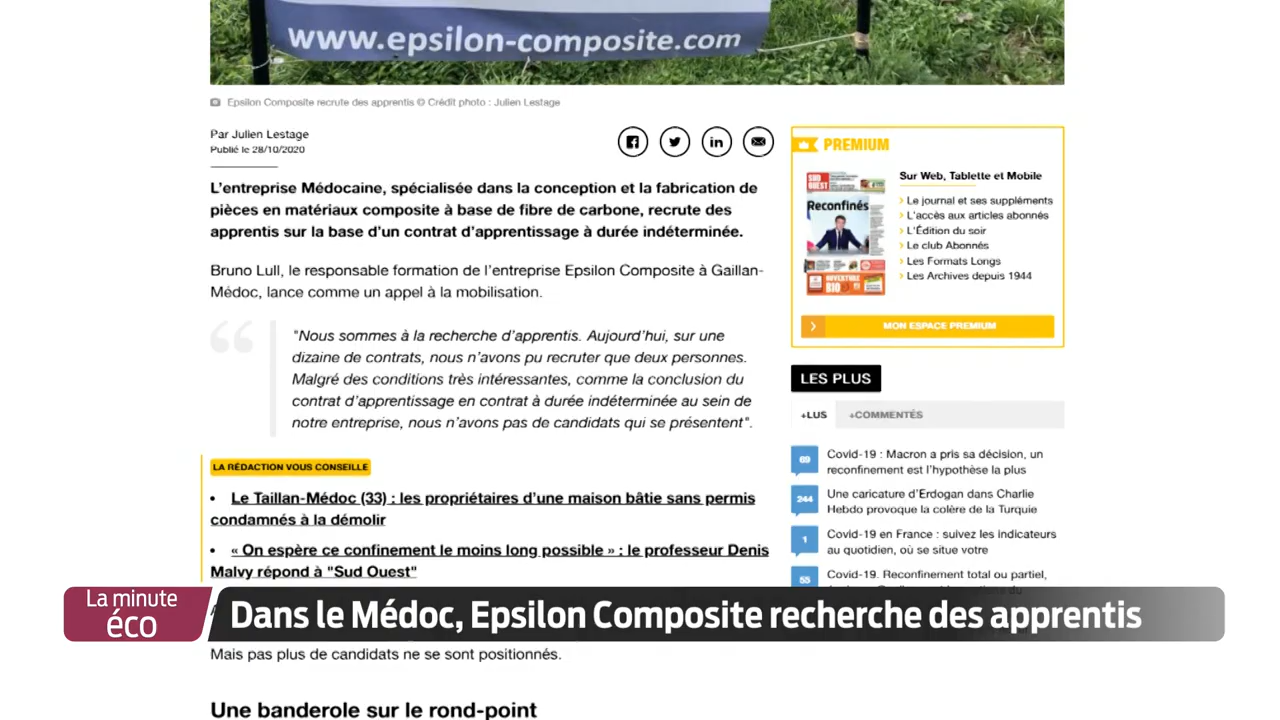 www.epsilon-composite.com
Epsilon Composite recrute des apprentis © Crédit photo : Julien Lestage
Par Julien Lestage
Publié le 28/10/2020
L'entreprise Médocaine, spécialisée dans la conception et la fabrication de
pièces en matériaux composite à base de fibre de carbone, recrute des
apprentis sur la base d'un contrat d'apprentissage à durée indéterminée.
Bruno Lull, le responsable formation de l'entreprise Epsilon Composite à Gaillan-
Médoc, lance comme un appel à la mobilisation.
"Nous sommes à la recherche d'apprentis. Aujourd'hui, sur une
dizaine de contrats, nous n'avons pu recruter que deux personnes.
Malgré des conditions très intéressantes, comme la conclusion du
contrat d'apprentissage en contrat à durée indéterminée au sein de
notre entreprise, nous n'avons pas de candidats qui se présentent".
LA RÉDACTION VOUS CONSEILLE
• Le Taillan-Médoc (33) : les propriétaires d'une maison bâtie sans permis
condamnés à la démolir
• « On espère ce confinement le moins long possible » : le professeur Denis
Malvy répond à "Sud Ouest"
Mais pas plus de candidats ne se sont positionnés.
Une banderole sur le rond-point
PREMIUM
SUD OUEST
Reconfinés
Sur Web, Tablette et Mobile
› Le journal et ses suppléments
› L'accès aux articles abonnés
› L'Édition du soir
› Le club Abonnés
› Les Formats Longs
› Les Archives depuis 1944
MON ESPACE PREMIUM
LES PLUS
+LUS +COMMENTÉS
69 Covid-19 : Macron a pris sa décision, un
reconfinement est l'hypothèse la plus
244 Une caricature d'Erdogan dans Charlie
Hebdo provoque la colère de la Turquie
1 Covid-19 en France : suivez les indicateurs
au quotidien, où se situe votre
55 Covid-19. Reconfinement total ou partiel,
La minute
éco
Dans le Médoc, Epsilon Composite recherche des apprentis